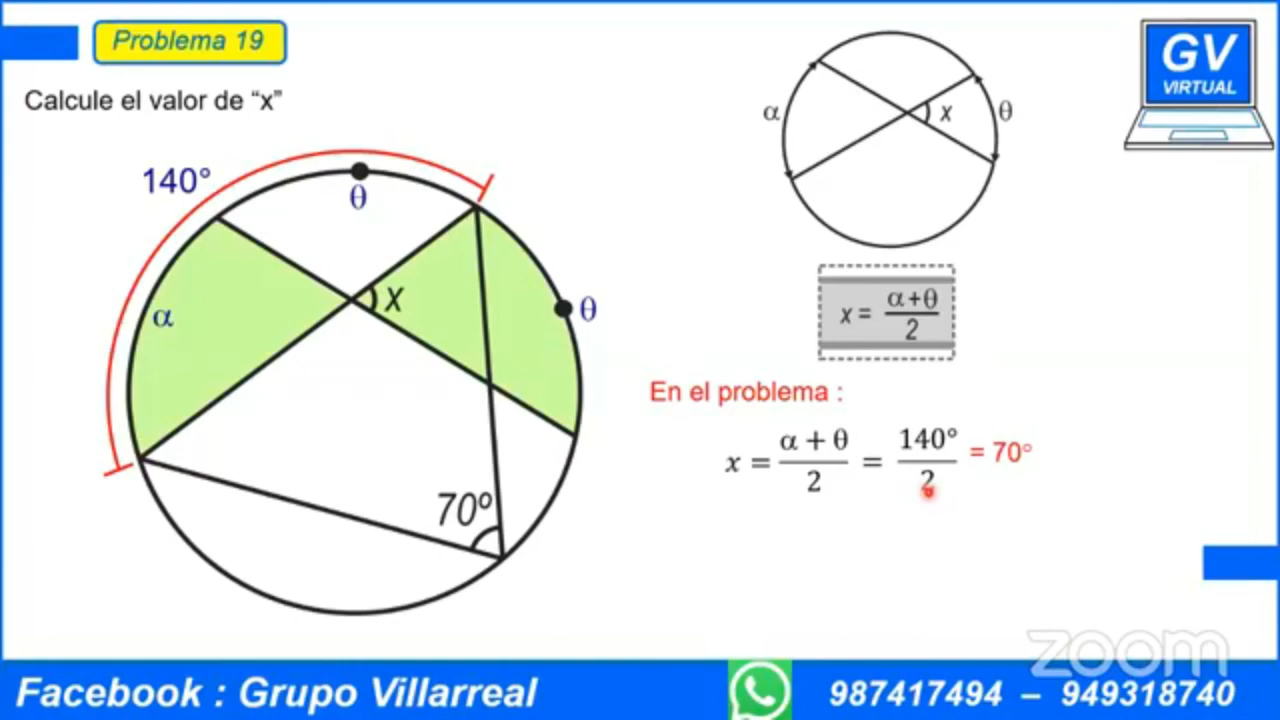 Problema 19
Calcule el valor de “x”
140°
θ
α
x
θ
70º
α
x
θ
x = α+θ / 2
En el problema :
x = α + θ / 2 = 140° / 2 = 70°
GV
VIRTUAL
zoom
Facebook : Grupo Villarreal
987417494 – 949318740